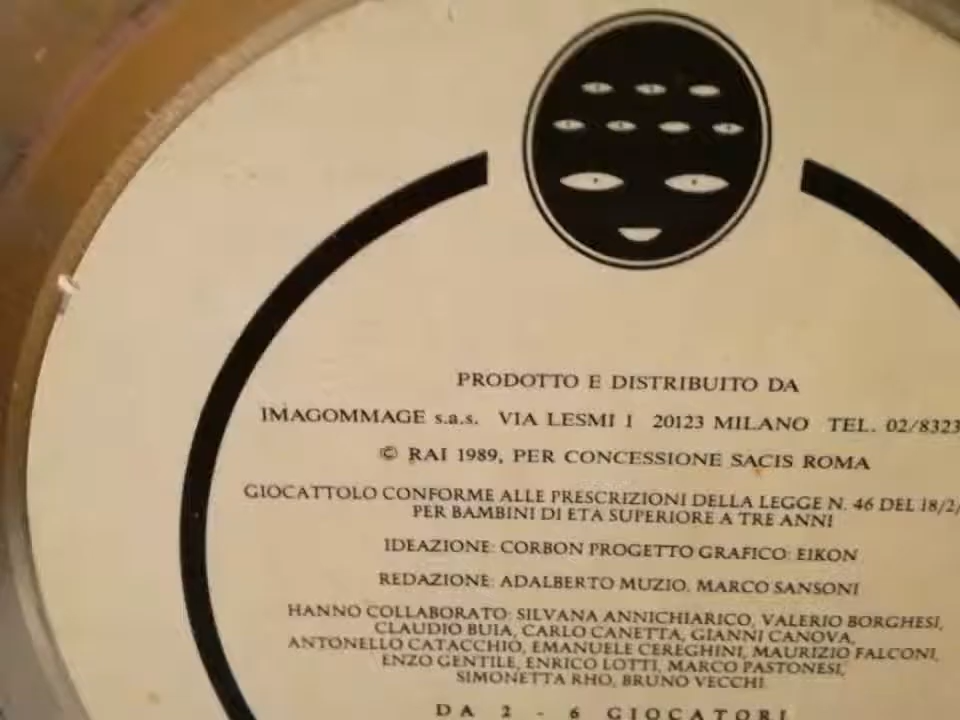 PRODOTTO E DISTRIBUITO DA
IMAGOMMAGE s.a.s. VIA LESMI 1 20123 MILANO TEL. 02/8323
© RAI 1989, PER CONCESSIONE SACIS ROMA
GIOCATTOLO CONFORME ALLE PRESCRIZIONI DELLA LEGGE N. 46 DEL 18/2/
PER BAMBINI DI ETA SUPERIORE A TRE ANNI
IDEAZIONE: CORBON PROGETTO GRAFICO: EIKON
REDAZIONE: ADALBERTO MUZIO, MARCO SANSONI
HANNO COLLABORATO: SILVANA ANNICHIARICO, VALERIO BORGHESI,
CLAUDIO BUIA, CARLO CANETTA, GIANNI CANOVA,
ANTONELLO CATACCHIO, EMANUELE CEREGHINI, MAURIZIO FALCONI,
ENZO GENTILE, ENRICO LOTTI, MARCO PASTONESI,
SIMONETTA RHO, BRUNO VECCHI
DA 2 - 6 GIOCATORI